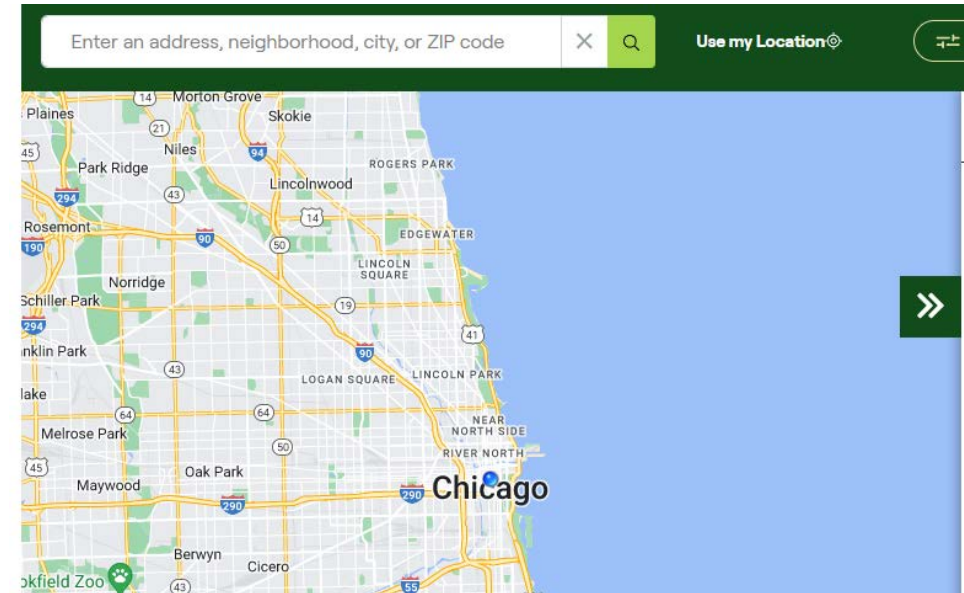 Enter an address, neighborhood, city, or ZIP code
Use my Location
14
Morton Grove
Plaines
Skokie
21
45
Niles
94
ROGERS PARK
Park Ridge
Lincolnwood
294
43
14
Rosemont
90
EDGEWATER
190
50
LINCOLN
SQUARE
Norridge
Schiller Park
19
294
41
nklin Park
90
43
LOGAN SQUARE
LINCOLN PARK
lake
64
64
NEAR
NORTH SIDE
Melrose Park
50
RIVER NORTH
45
Oak Park
Maywood
290
Chicago
290
Berwyn
Cicero
okfield Zoo
43
55